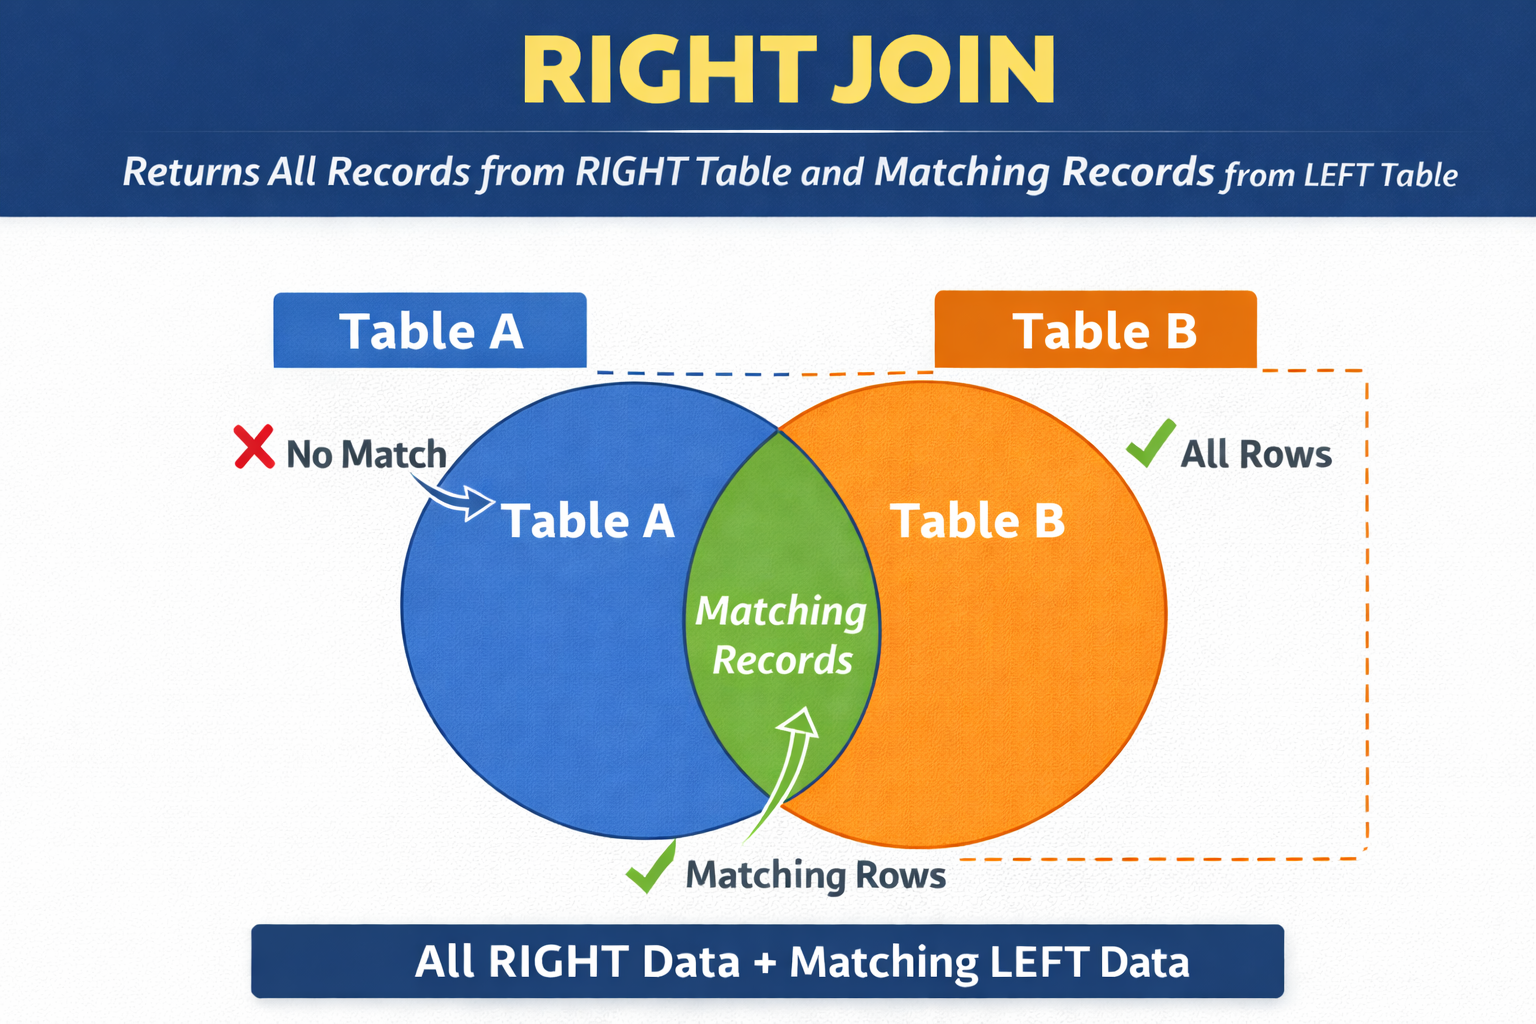 RIGHT JOIN
Returns All Records from RIGHT Table and Matching Records from LEFT Table
Table A
Table B
No Match
All Rows
Table A
Table B
Matching
Records
Matching Rows
All RIGHT Data + Matching LEFT Data